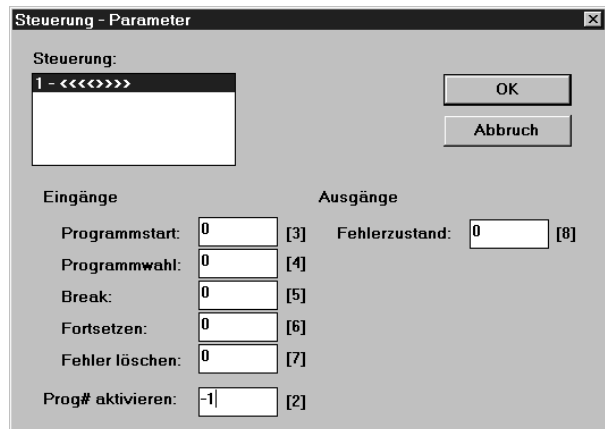 Steuerung - Parameter
Steuerung:
1 - <<<<>>>>
OK
Abbruch
Eingänge
Ausgänge
Programmstart: 0 [3]
Fehlerzustand: 0 [8]
Programmwahl: 0 [4]
Break: 0 [5]
Fortsetzen: 0 [6]
Fehler löschen: 0 [7]
Prog# aktivieren: -1 [2]